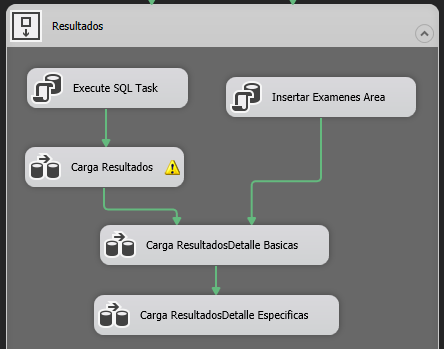 Resultados
Execute SQL Task
Insertar Examenes Area
Carga Resultados
Carga ResultadosDetalle Basicas
Carga ResultadosDetalle Especificas